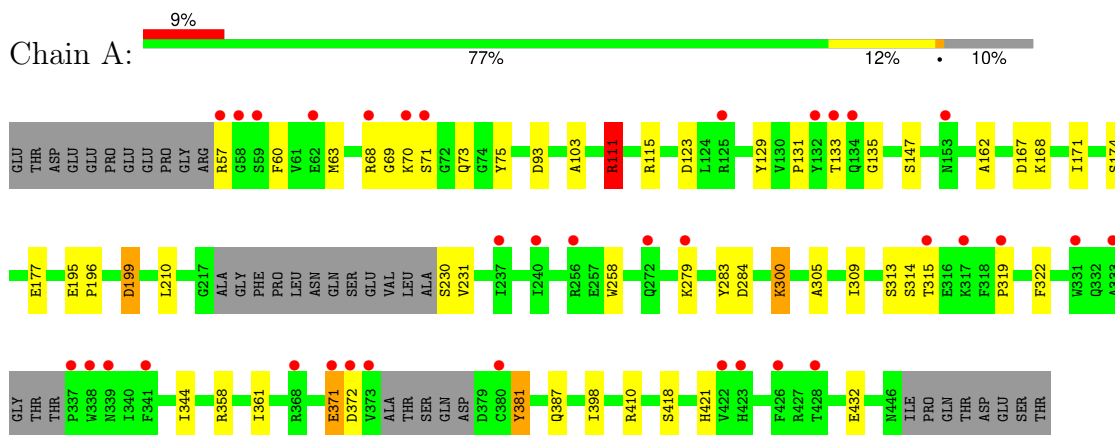 9%
Chain A:
77% 12% • 10%
GLU THR ASP GLU GLU PRO GLU GLU PRO GLY ARG R57 G58 S59 F60 V61 E62 M63 R68 G69 K70 S71 G72 Q73 G74 Y75 D93 A103 R111 R115 D123 L124 R125 Y129 V130 P131 Y132 T133 Q134 G135 S147 N153 A162 D167 K168 I171 S174
E177 E195 P196 D199 L210 G217 ALA GLY PHE PRO LEU ASN GLN SER GLU VAL LEU ALA S230 V231 I237 I240 R256 E257 W258 Q272 K279 Y283 D284 K300 A305 I309 S313 S314 T315 E316 K317 F318 P319 F322 W331 Q332 A333
GLY THR THR P337 W338 N339 I340 F341 I344 R358 I361 R368 E371 D372 V373 ALA THR SER GLN ASP D379 C380 Y381 Q387 I398 R410 S418 H421 V422 H423 F426 R427 T428 E432 N446 ILE PRO GLN THR ASP GLU SER THR